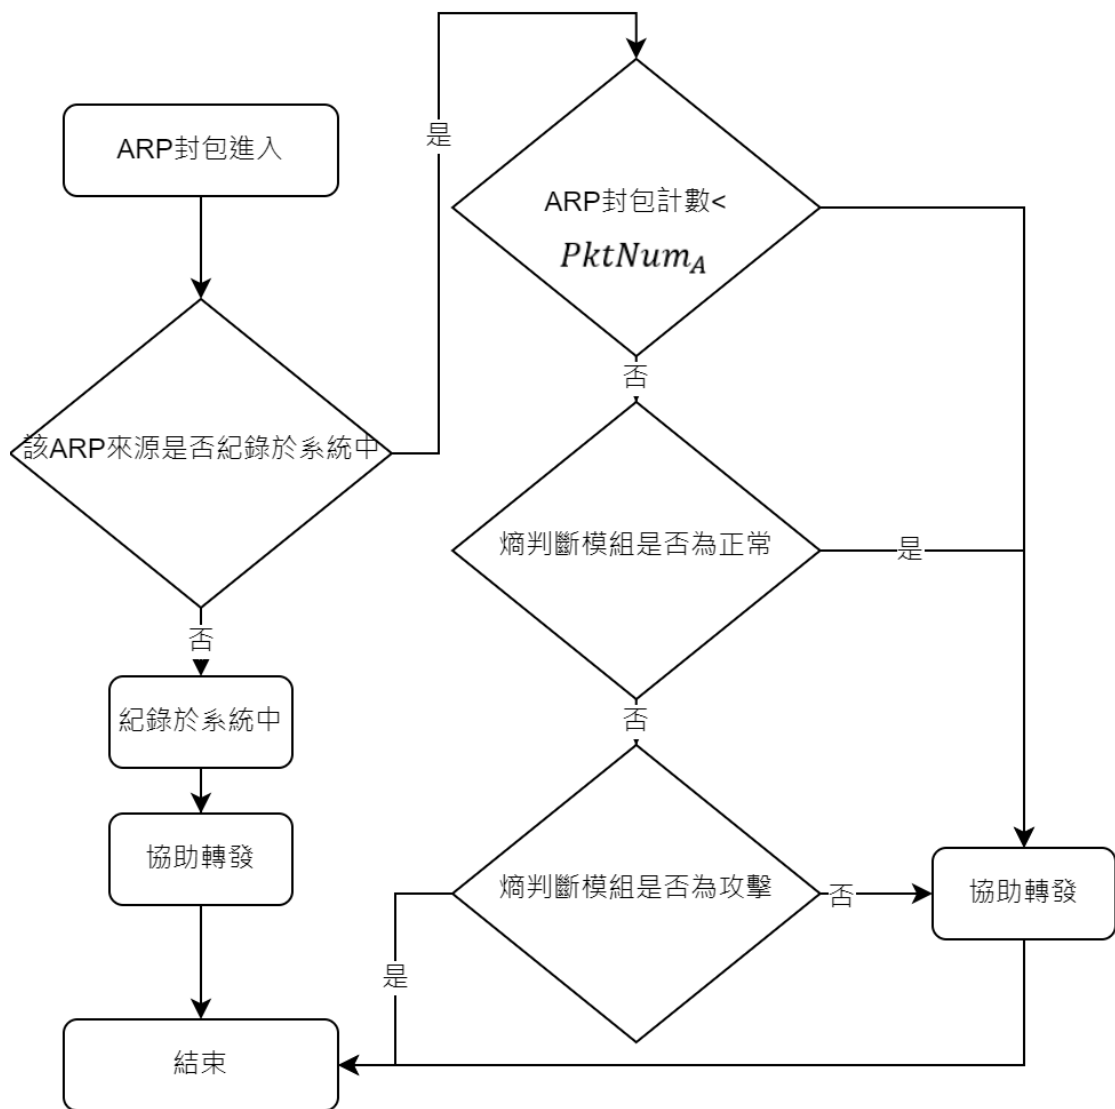 ARP封包進入
是
ARP封包計數<
PktNum_A
該ARP來源是否紀錄於系統中
否
熵判斷模組是否為正常
是
否
紀錄於系統中
否
協助轉發
熵判斷模組是否為攻擊
否
協助轉發
是
結束